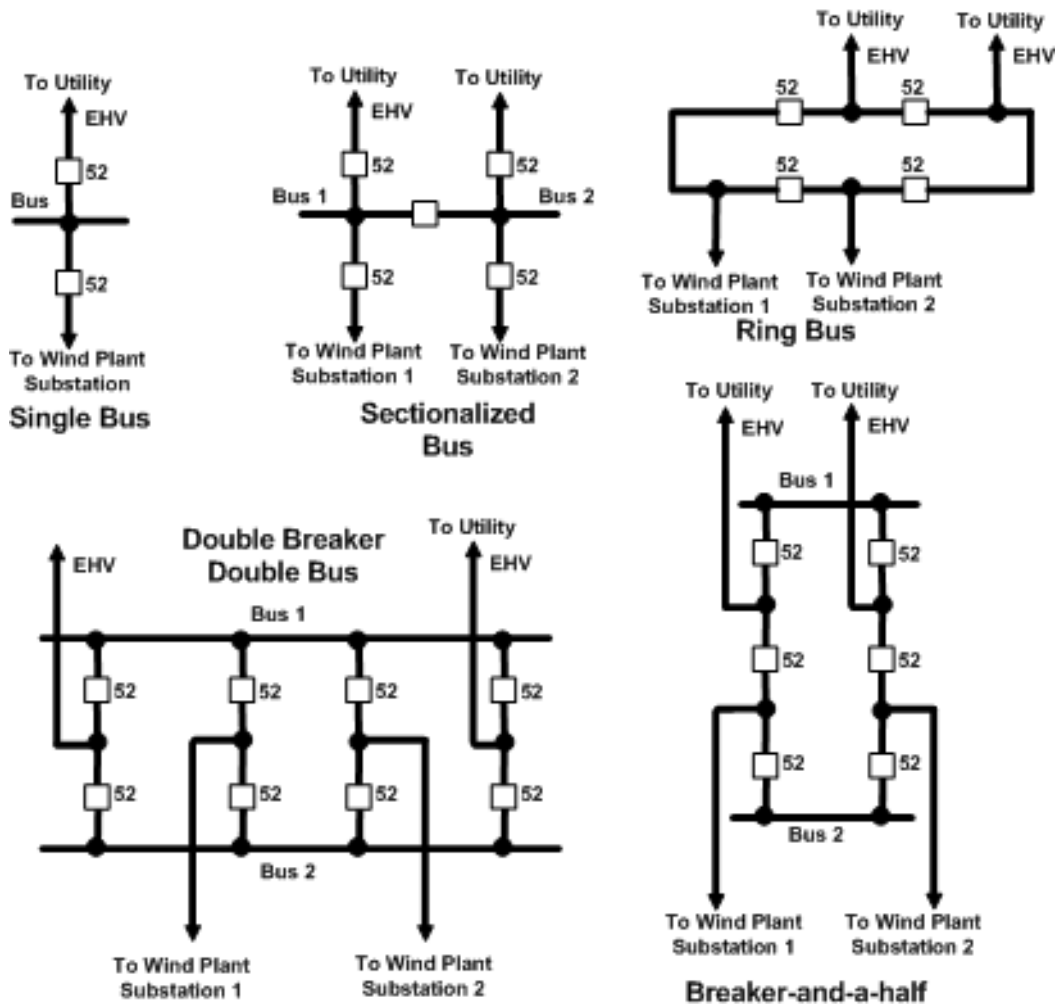 To Utility
EHV
52
Bus
52
To Wind Plant
Substation
Single Bus
To Utility
To Utility
EHV
52
52
Bus 1
Bus 2
52
52
To Wind Plant
Substation 1
To Wind Plant
Substation 2
Sectionalized
Bus
To Utility
To Utility
EHV
EHV
52
52
52
52
To Wind Plant
Substation 1
To Wind Plant
Substation 2
Ring Bus
Double Breaker
Double Bus
EHV
To Utility
EHV
Bus 1
52
52
52
52
52
52
52
52
Bus 2
To Wind Plant
Substation 1
To Wind Plant
Substation 2
To Utility
To Utility
EHV
EHV
Bus 1
52
52
52
52
52
52
Bus 2
To Wind Plant
Substation 1
To Wind Plant
Substation 2
Breaker-and-a-half